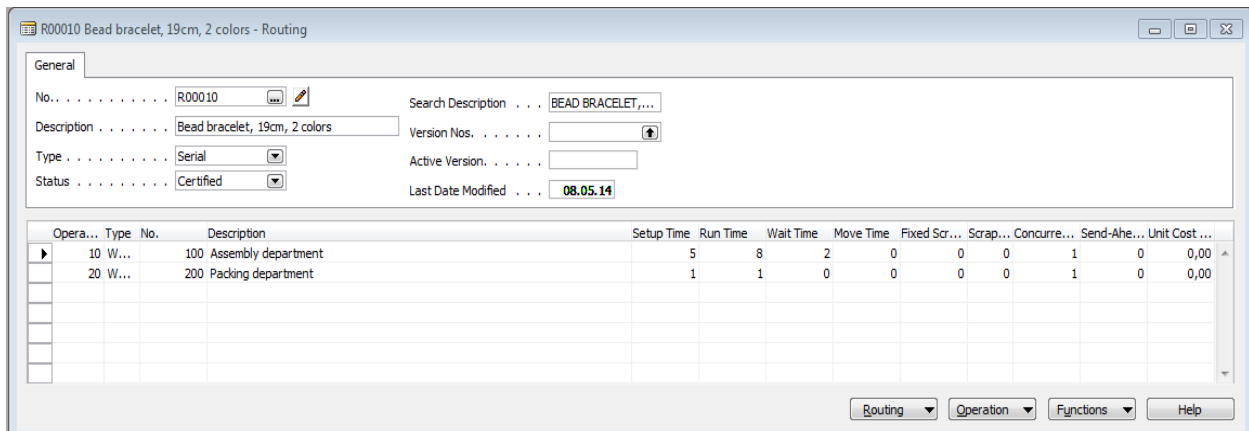 R00010 Bead bracelet, 19cm, 2 colors - Routing
General
No.. . . . . . . . . . . R00010 ... Search Description . . . BEAD BRACELET,...
Description . . . . . . . Bead bracelet, 19cm, 2 colors Version Nos. . . . . . .
Type . . . . . . . . . . Serial Active Version. . . . . .
Status . . . . . . . . . Certified Last Date Modified . . . 08.05.14
Opera... Type No. Description Setup Time Run Time Wait Time Move Time Fixed Scr... Scrap... Concurre... Send-Ahe... Unit Cost ...
10 W... 100 Assembly department 5 8 2 0 0 0 1 0 0,00
20 W... 200 Packing department 1 1 0 0 0 0 1 0 0,00
Routing Operation Functions Help